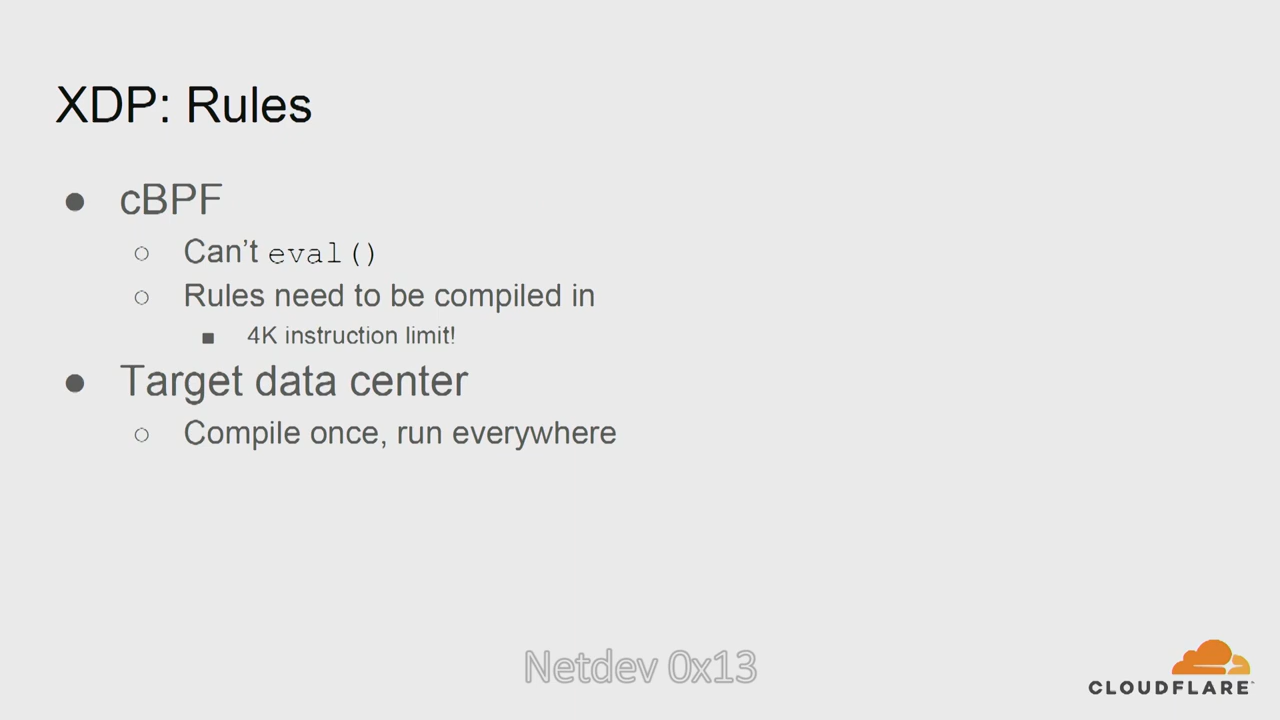 XDP: Rules
● cBPF
○ Can’t eval()
○ Rules need to be compiled in
■ 4K instruction limit!
● Target data center
○ Compile once, run everywhere
Netdev 0x13
CLOUDFLARE